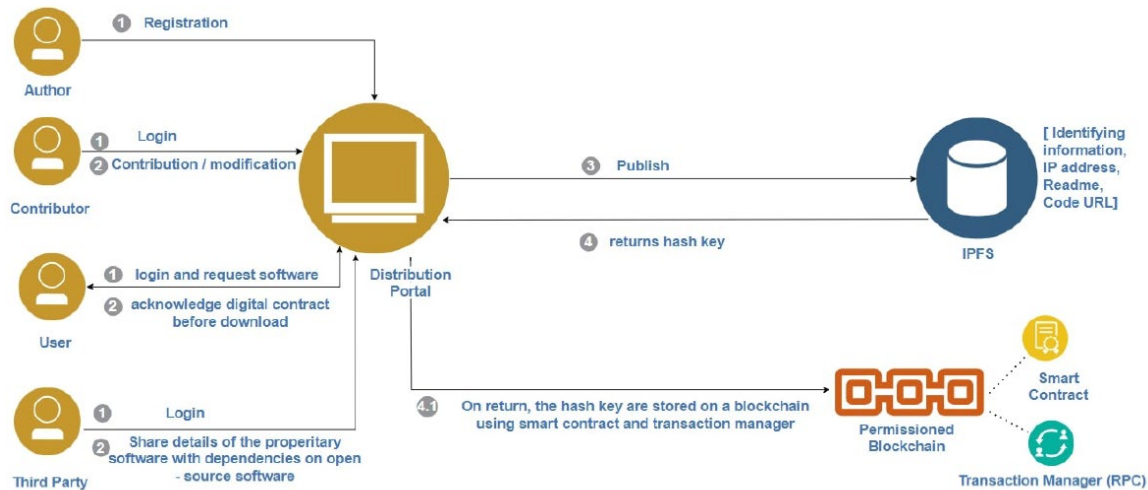 1 Registration
Author
1 Login
2 Contribution / modification
Contributor
3 Publish
4 returns hash key
[ Identifying
information,
IP address,
Readme,
Code URL]
IPFS
Distribution
Portal
1 login and request software
2 acknowledge digital contract
before download
User
1 Login
2 Share details of the properitary
software with dependencies on open
- source software
Third Party
4.1 On return, the hash key are stored on a blockchain
using smart contract and transaction manager
Permissioned
Blockchain
Smart
Contract
Transaction Manager (RPC)